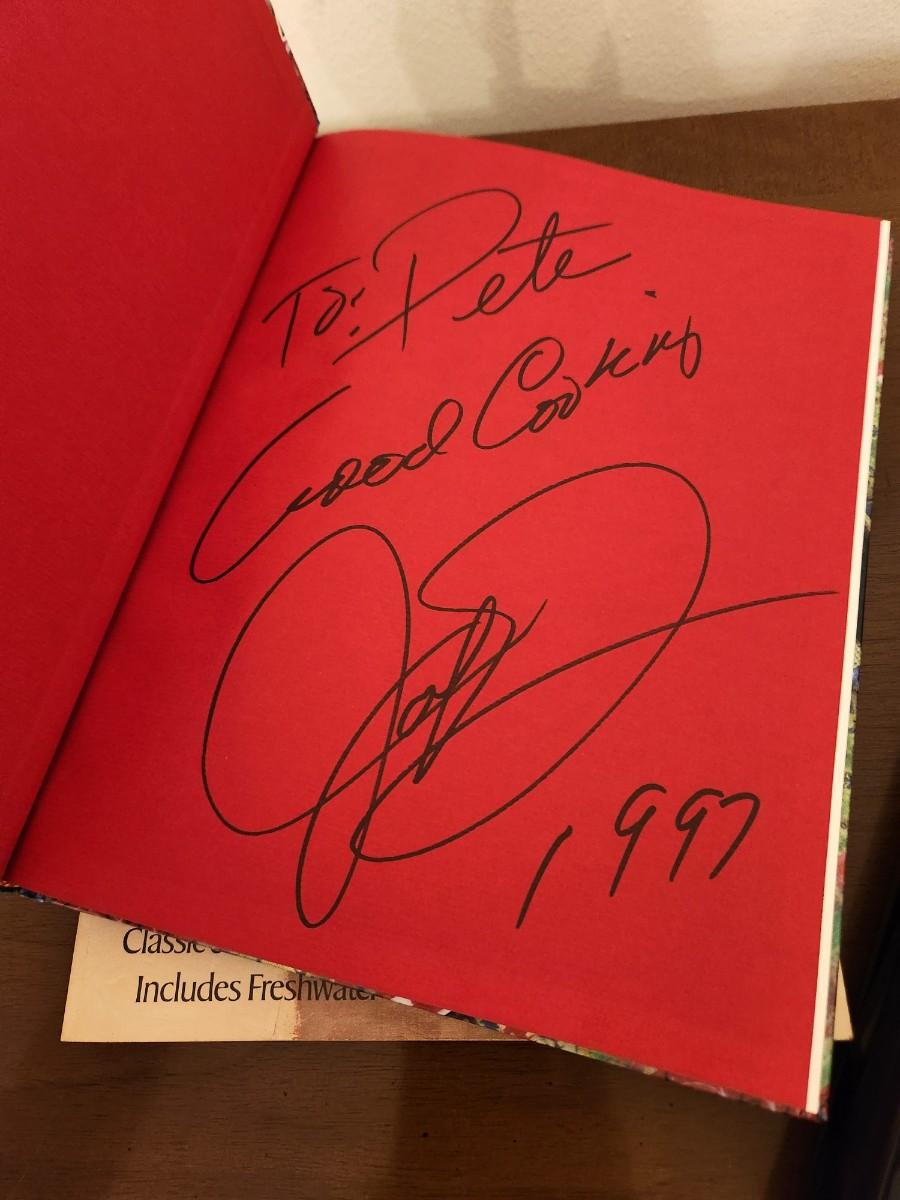 To: Pete
Good Cooking
1997
Classic
Includes Freshwater